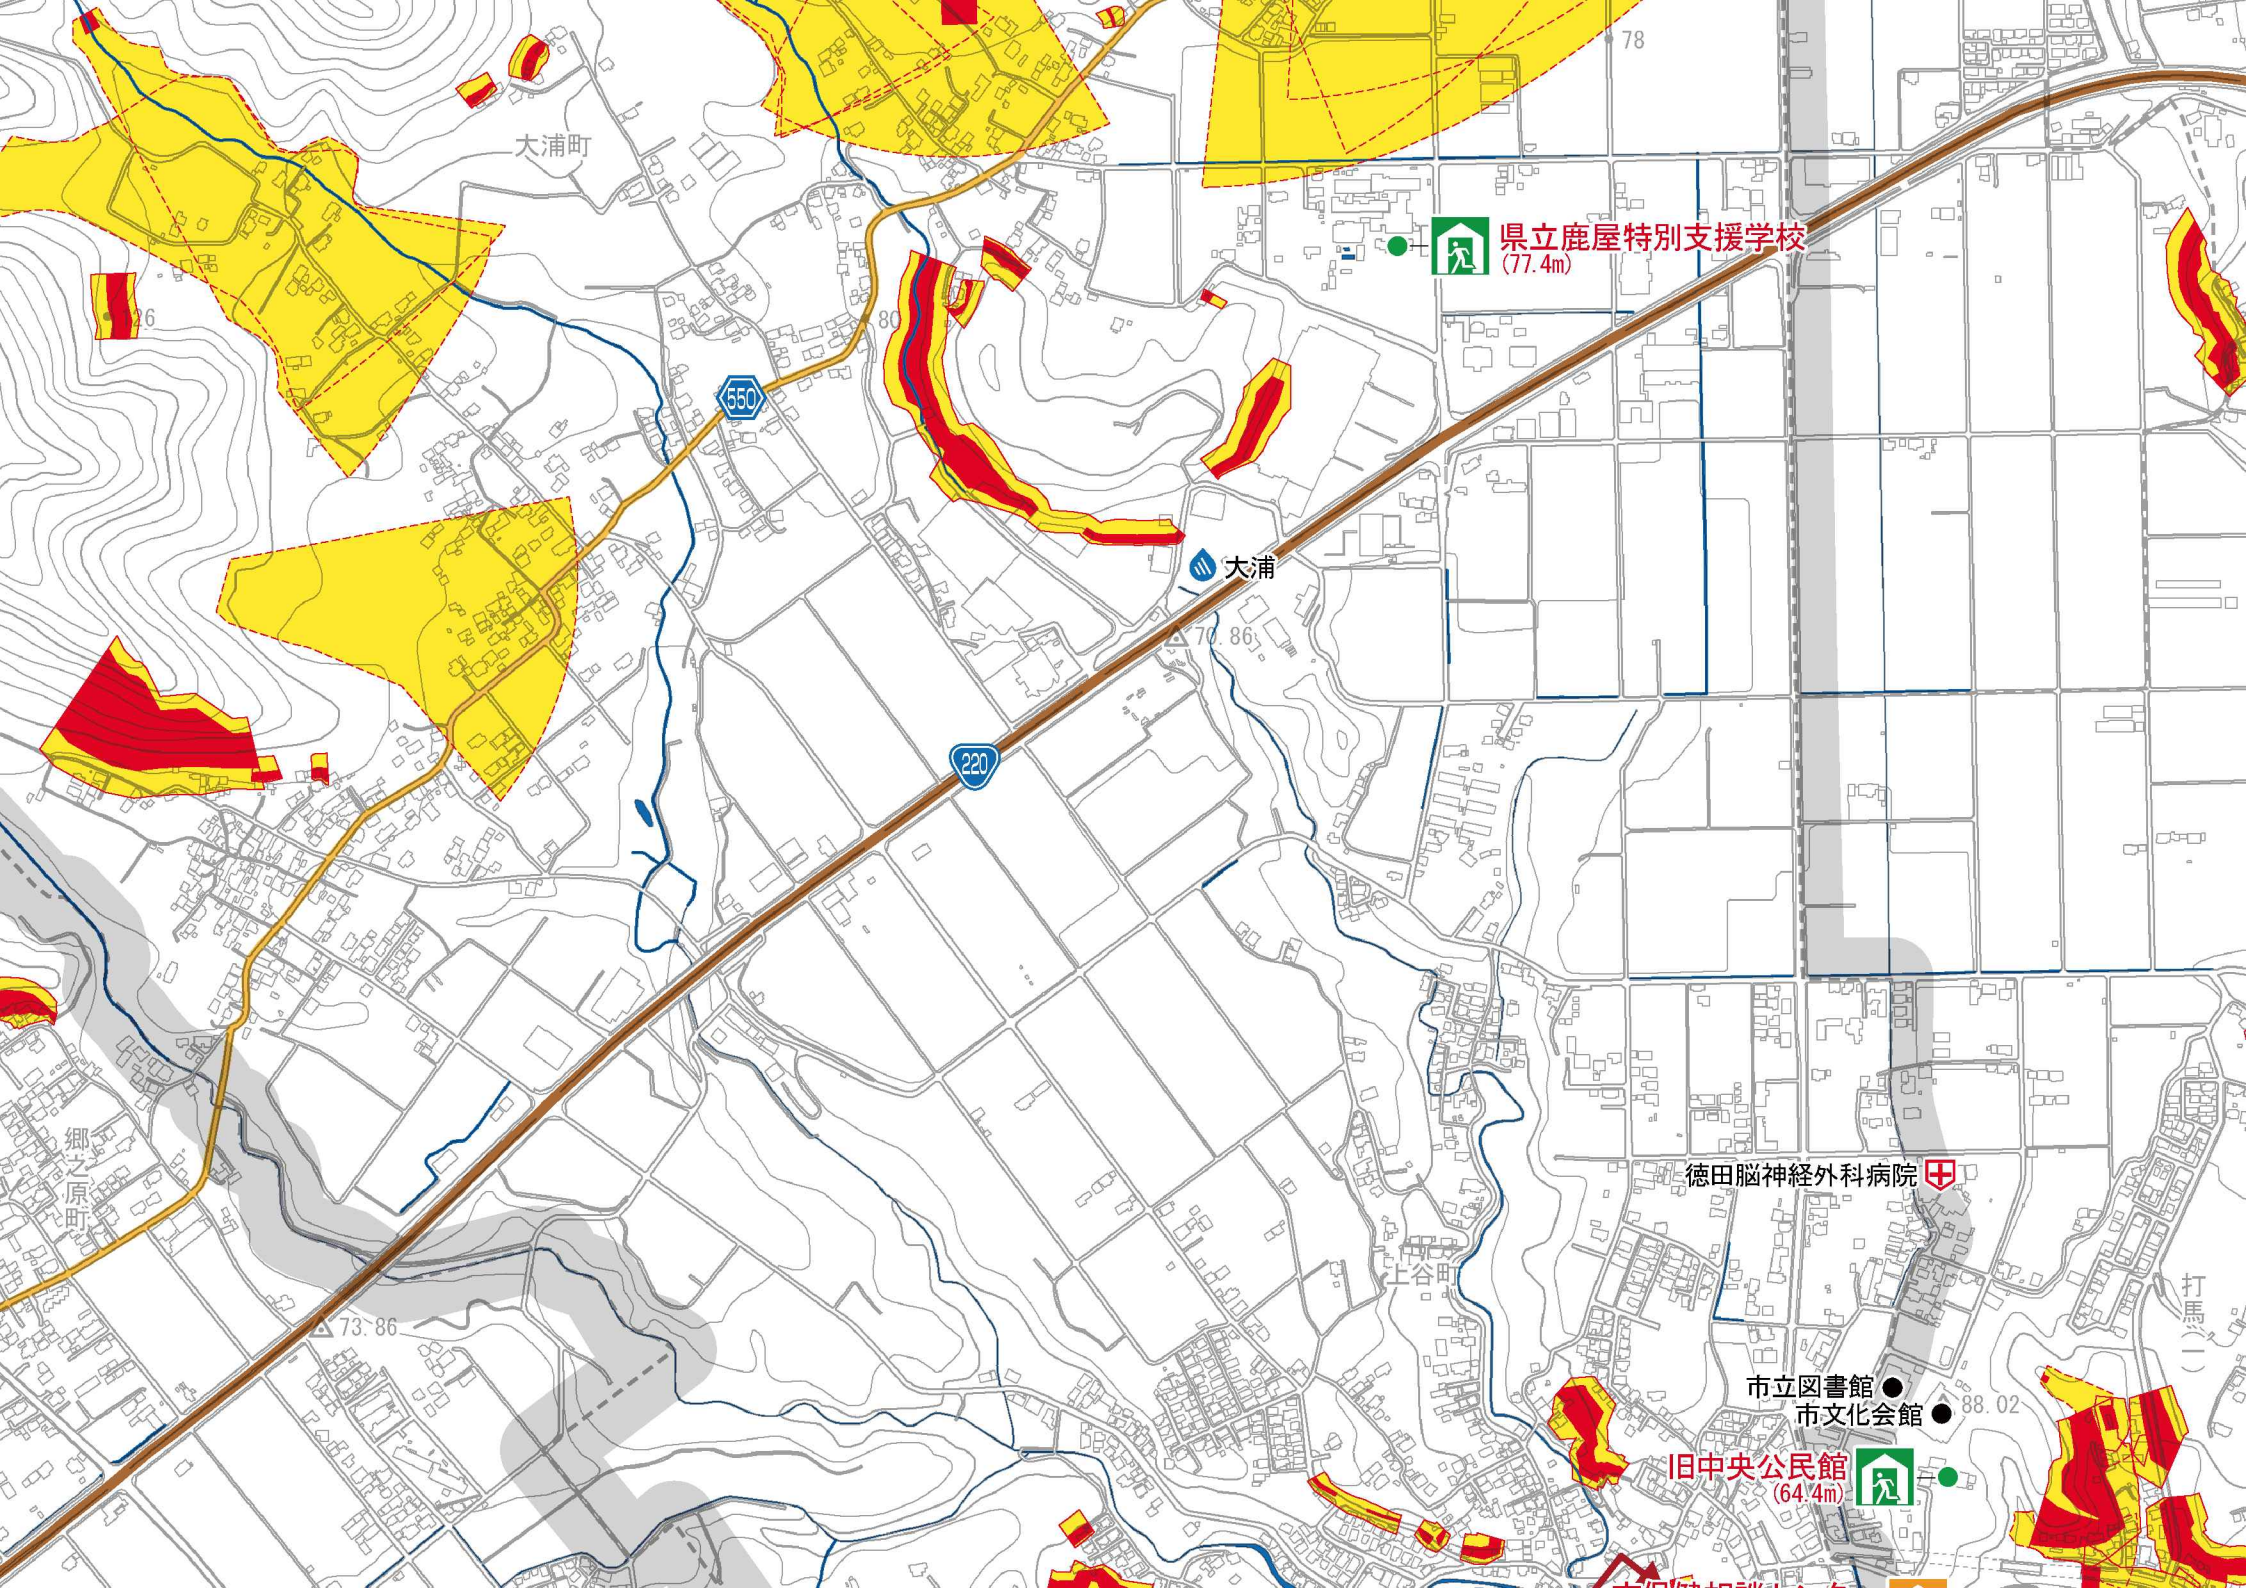 78
大浦町
県立鹿屋特別支援学校
(77.4m)
126
80
550
大浦
70.86
220
徳田脳神経外科病院
郷之原町
上谷町
打馬(一)
73.86
市立図書館
88.02
市文化会館
旧中央公民館
(64.4m)